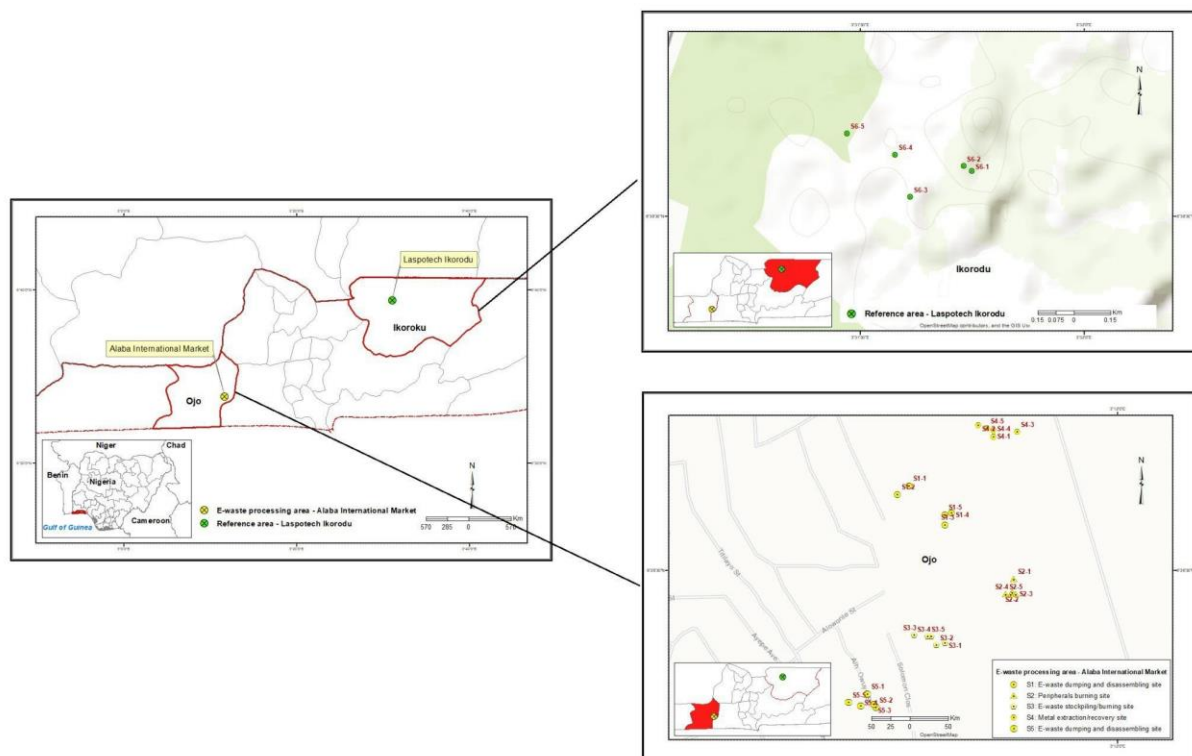 Laspotech Ikorodu
Ikoroku
Alaba International Market
Ojo
Niger
Chad
Benin
Nigeria
Cameroon
Gulf of Guinea
N
E-waste processing area - Alaba International Market
Reference area - Laspotech Ikorodu
Km
570 285 0 570
N
S6-5
S6-4
S6-2
S6-1
S6-3
Ikorodu
Reference area - Laspotech Ikorodu
Km
0.15 0.075 0 0.15
OpenStreetMap contributors, and the GIS Us
S4-5
S4-4
S4-3
S4-1
S1-1
S1-5
S1-4
N
Ojo
S2-1
S2-4
S2-5
S2-3
S2-2
S3-3
S3-4
S3-5
S3-2
S3-1
S5-1
S5-2
S5-3
50 0 50
Km
OpenStreetMap
E-waste processing area - Alaba International Market
S1: E-waste dumping and disassembling site
S2: Peripherals burning site
S3: E-waste stockpiling/burning site
S4: Metal extraction/recovery site
S5: E-waste dumping and disassembling site